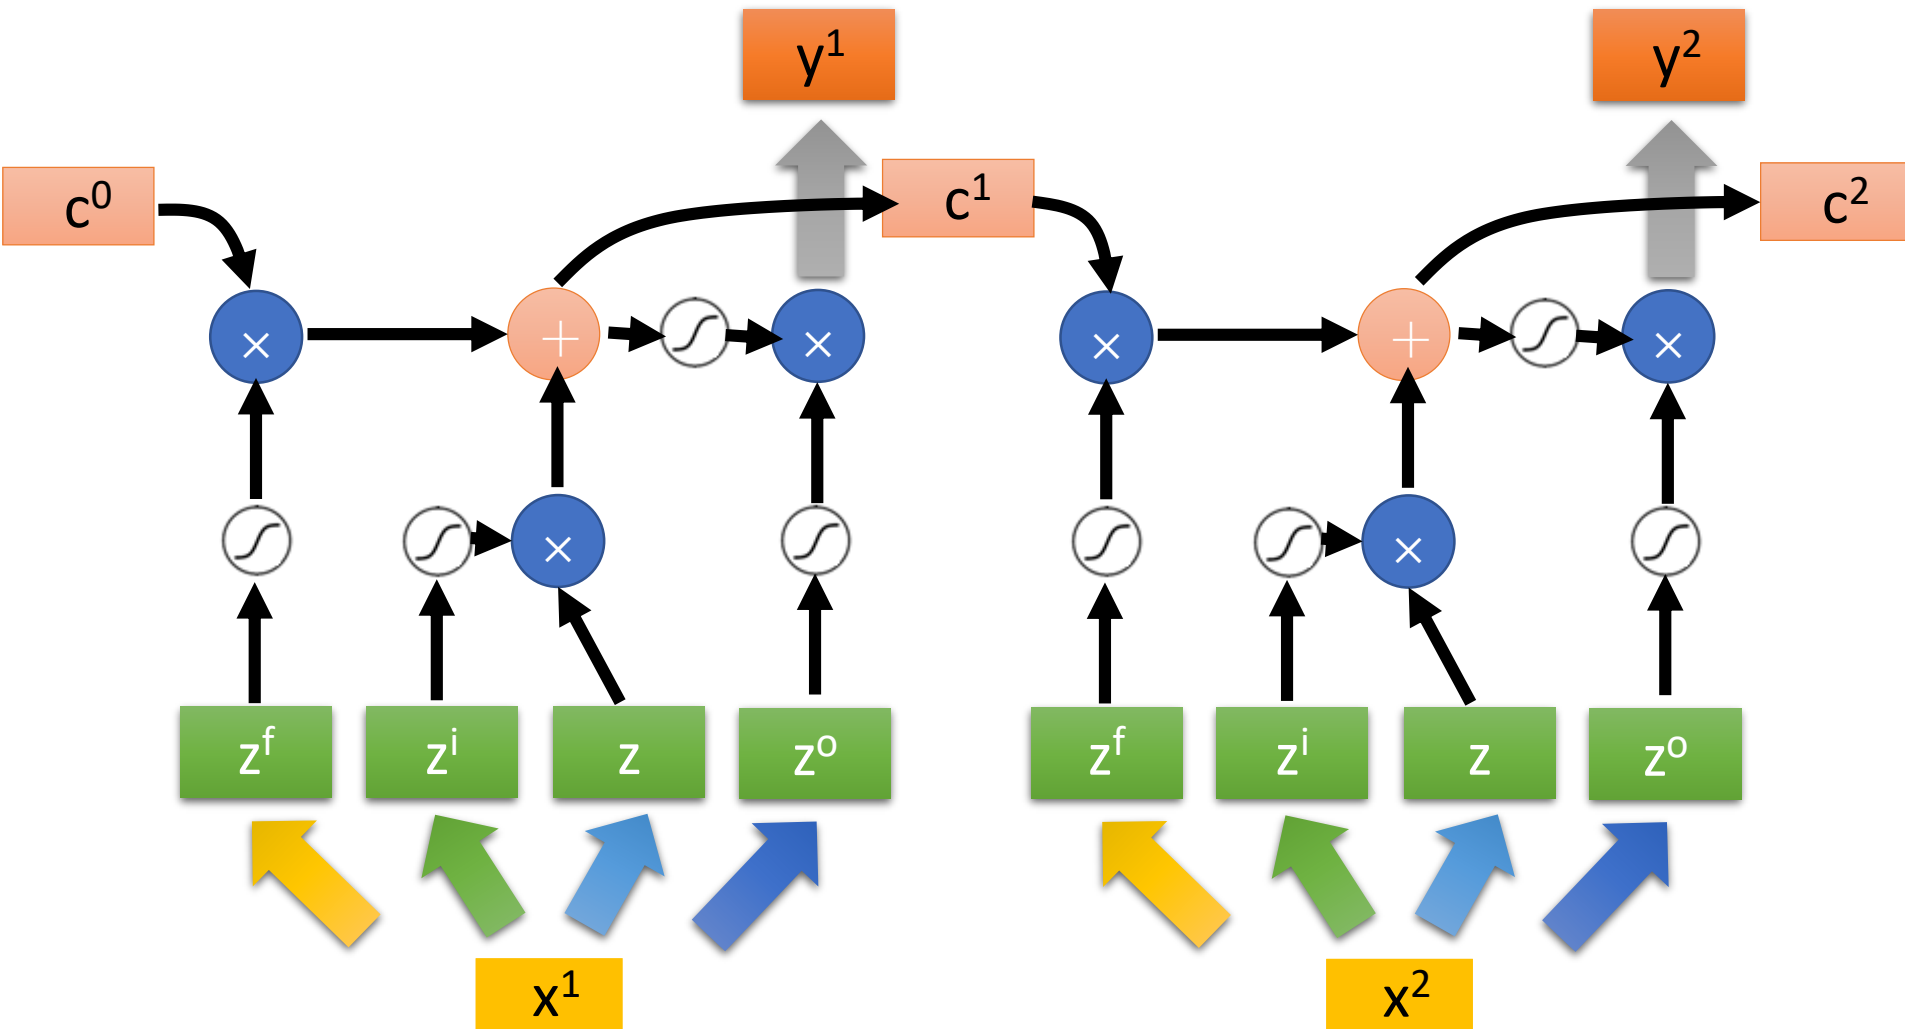 y¹ y²
c⁰ c¹ c²
× + × × + ×
× ×
zᶠ zⁱ z zᵒ zᶠ zⁱ z zᵒ
x¹ x²